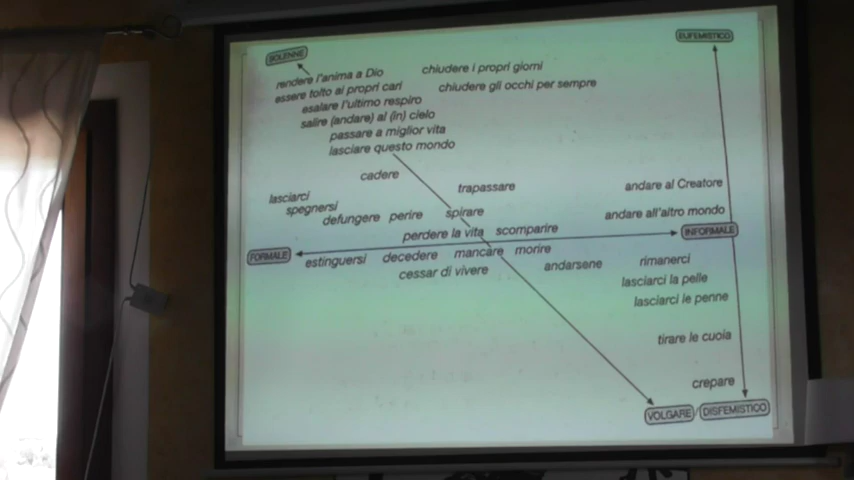 SOLENNE
EUFEMISTICO
rendere l'anima a Dio
chiudere i propri giorni
essere tolto ai propri cari
chiudere gli occhi per sempre
esalare l'ultimo respiro
salire (andare) al (in) cielo
passare a miglior vita
lasciare questo mondo
cadere
trapassare
andare al Creatore
lasciarci
spegnersi
defungere
perire
spirare
andare all'altro mondo
perdere la vita
scomparire
INFORMALE
FORMALE
estinguersi
decedere
mancare
morire
cessar di vivere
andarsene
rimanerci
lasciarci la pelle
lasciarci le penne
tirare le cuoia
crepare
VOLGARE / DISFEMISTICO